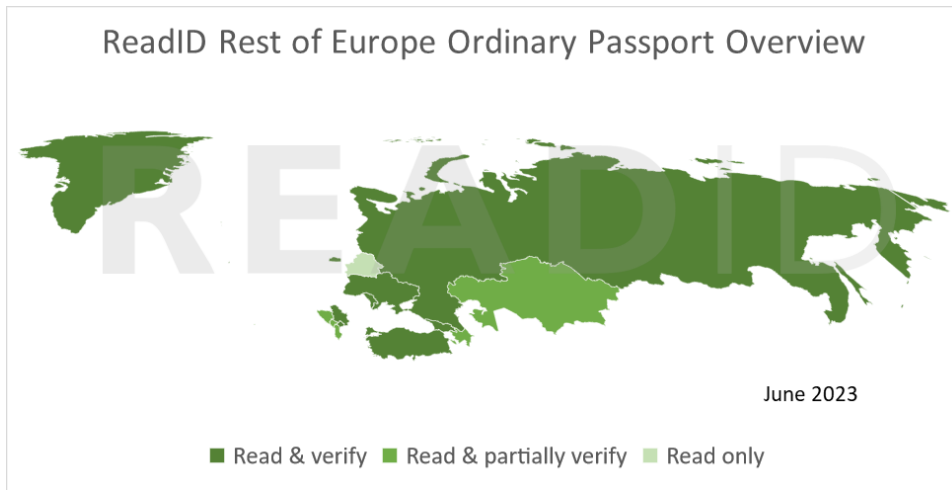 ReadID Rest of Europe Ordinary Passport Overview
READID
June 2023
Read & verify Read & partially verify Read only